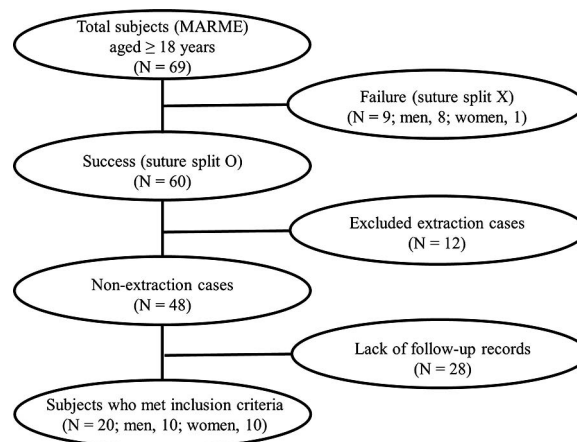 Total subjects (MARME)
aged ≥ 18 years
(N = 69)
Failure (suture split X)
(N = 9; men, 8; women, 1)
Success (suture split O)
(N = 60)
Excluded extraction cases
(N = 12)
Non-extraction cases
(N = 48)
Lack of follow-up records
(N = 28)
Subjects who met inclusion criteria
(N = 20; men, 10; women, 10)